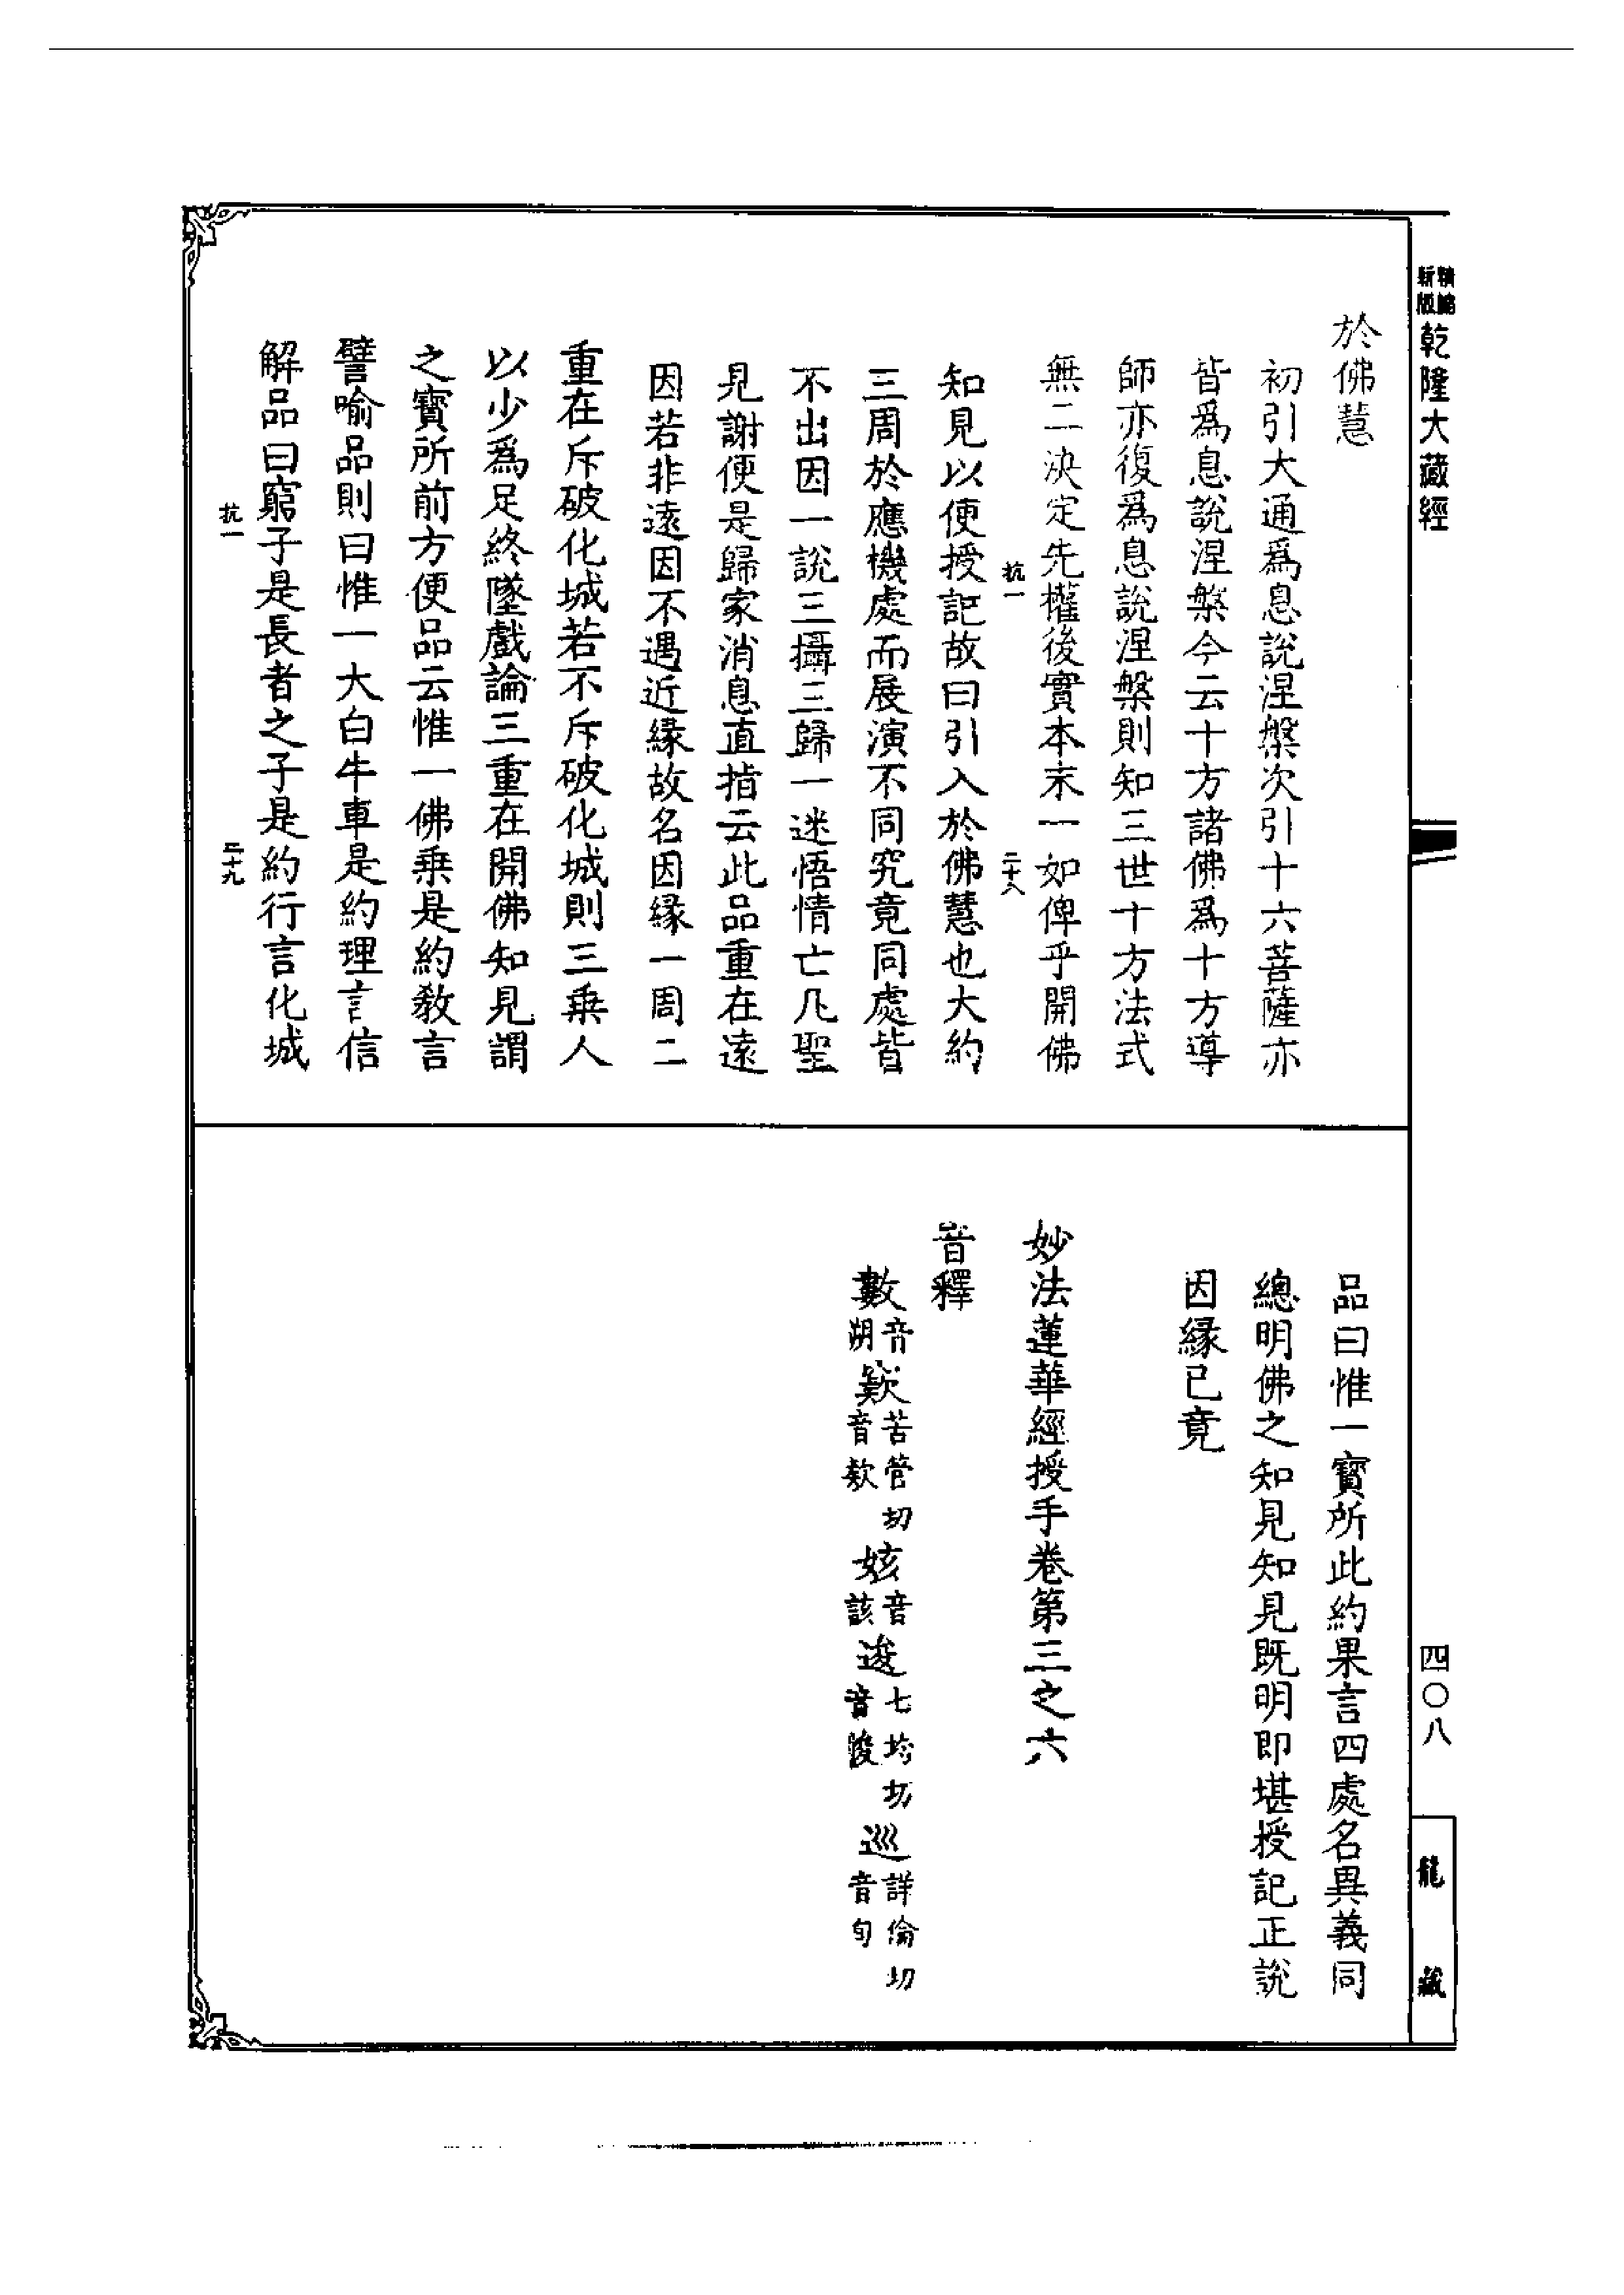 精縮
新版
乾隆大藏經
於佛慧
初引大通爲息說涅槃次引十六菩薩亦
皆爲息說涅槃今云十方諸佛爲十方導
師亦復爲息說涅槃則知三世十方法式
無二決定先權後實本末一如俾乎開佛
抗一
二十八
知見以便授記故曰引入於佛慧也大約
三周於應機處而展演不同究竟同處皆
不出因一說三攝三歸一迷悟情亡凡聖
見謝便是歸家消息直指云此品重在遠
因若非遠因不遇近緣故名因緣一周二
重在斥破化城若不斥破化城則三乗人
以少爲足終墜戲論三重在開佛知見謂
之寶所前方便品云惟一佛乗是約敎言
譬喻品則曰惟一大白牛車是約理言信
解品曰窮子是長者之子是約行言化城
抗一
二十九
品曰惟一寶所此約果言四處名異義同
總明佛之知見知見既明即堪授記正說
因緣已竟
妙法蓮華經授手卷第三之六
音釋
數音朔 欵苦管切音欵 姟音該 逡七均切音皴 巡詳倫切音旬
四〇八
龍藏